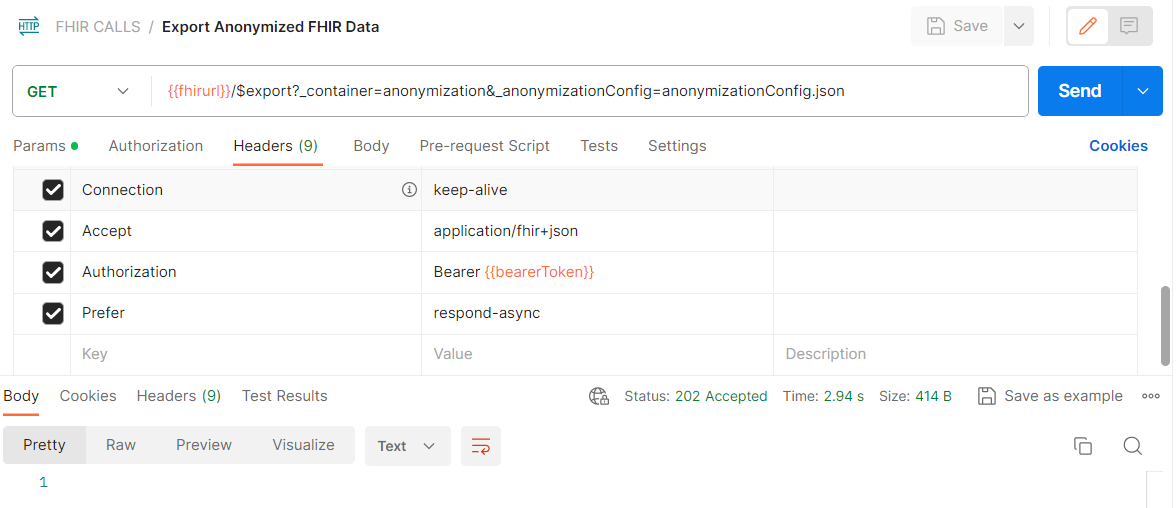 HTTP FHIR CALLS / Export Anonymized FHIR Data Save
GET {{fhirurl}}/$export?_container=anonymization&_anonymizationConfig=anonymizationConfig.json Send
Params Authorization Headers (9) Body Pre-request Script Tests Settings Cookies
Connection keep-alive
Accept application/fhir+json
Authorization Bearer {{bearerToken}}
Prefer respond-async
Key Value Description
Body Cookies Headers (9) Test Results Status: 202 Accepted Time: 2.94 s Size: 414 B Save as example
Pretty Raw Preview Visualize Text
1